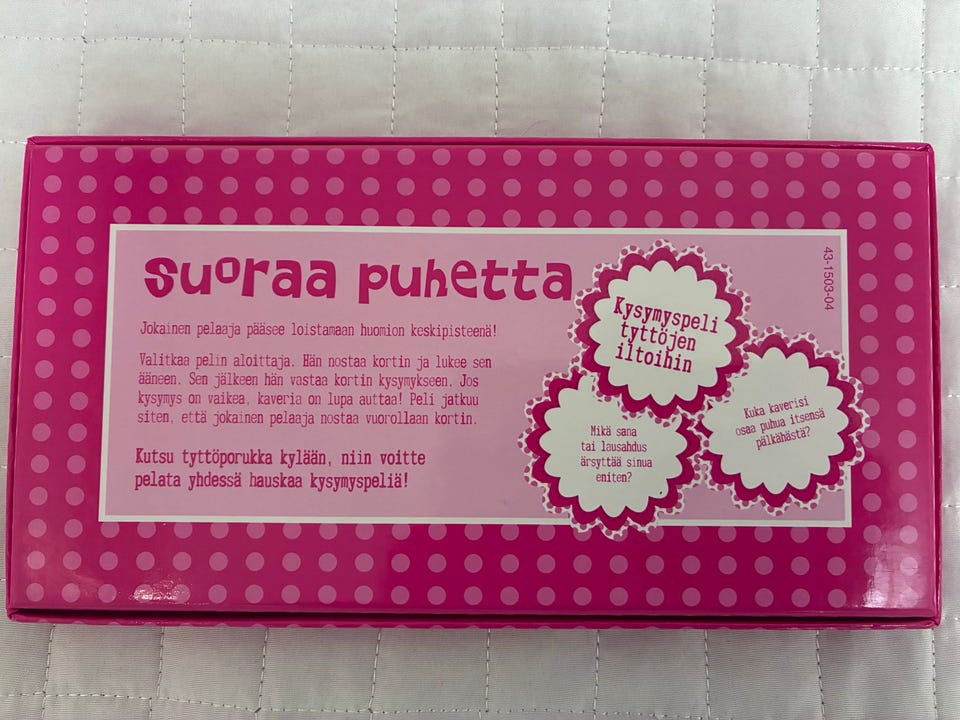 suoraa puhetta
Jokainen pelaaja pääsee loistamaan huomion keskipisteenä!
Valitkaa pelin aloittaja. Hän nostaa kortin ja lukee sen
ääneen. Sen jälkeen hän vastaa kortin kysymykseen. Jos
kysymys on vaikea, kaveria on lupa auttaa! Peli jatkuu
siten, että jokainen pelaaja nostaa vuorollaan kortin.
Kutsu tyttöporukka kylään, niin voitte
pelata yhdessä hauskaa kysymyspeliä!
Kysymyspeli
tyttöjen
iltoihin
Mikä sana
tai lausahdus
ärsyttää sinua
eniten?
Kuka kaverisi
osaa puhua itsensä
pälkähästä?
43-1503-04